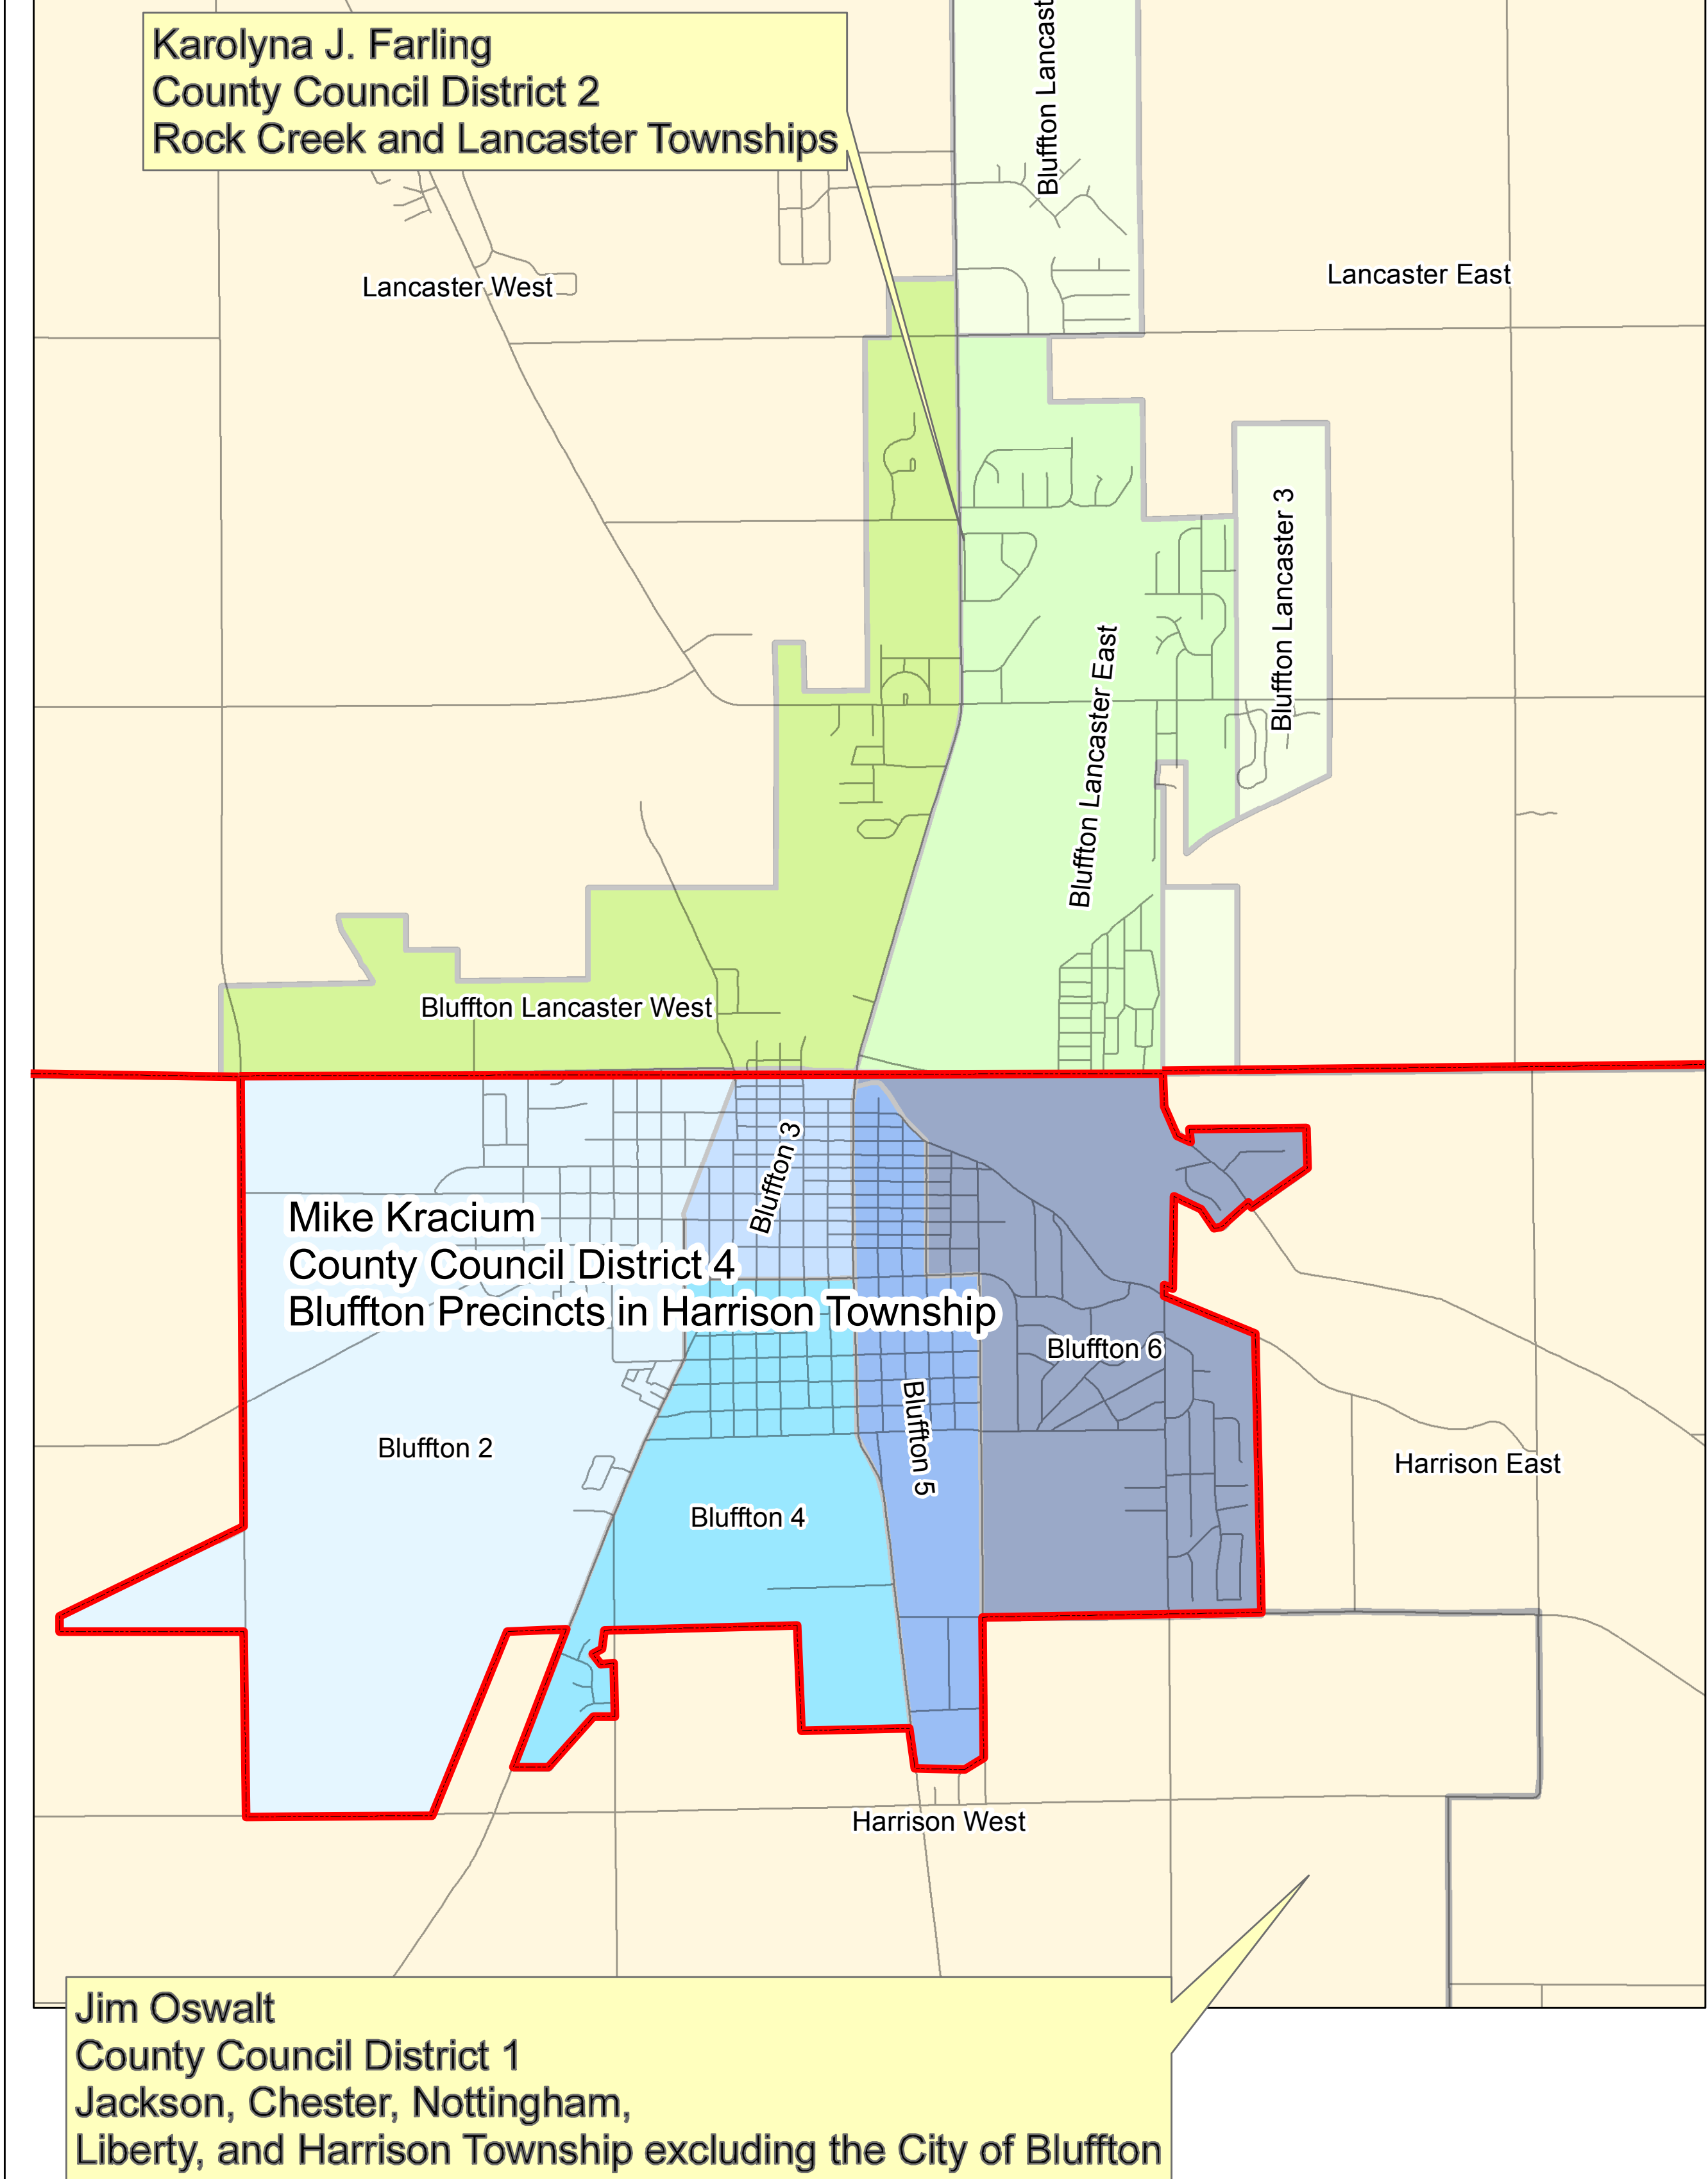 Karolyna J. Farling
County Council District 2
Rock Creek and Lancaster Townships
Bluffton Lancast
Lancaster West
Lancaster East
Bluffton Lancaster 3
Bluffton Lancaster East
Bluffton Lancaster West
Bluffton 3
Mike Kracium
County Council District 4
Bluffton Precincts in Harrison Township
Bluffton 6
Bluffton 5
Bluffton 2
Harrison East
Bluffton 4
Harrison West
Jim Oswalt
County Council District 1
Jackson, Chester, Nottingham,
Liberty, and Harrison Township excluding the City of Bluffton